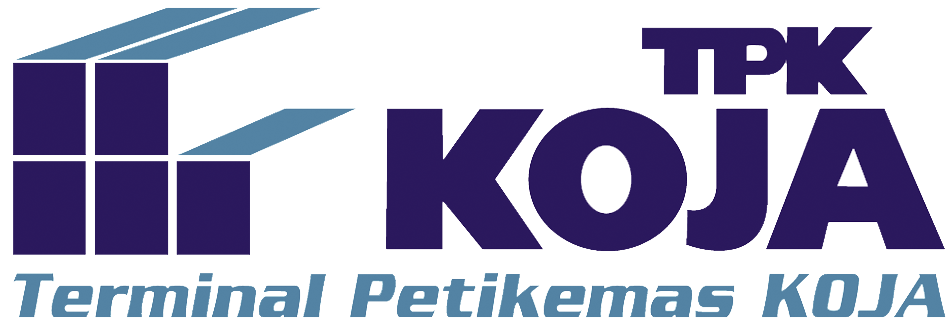 TPK
KOJA
Terminal Petikemas KOJA